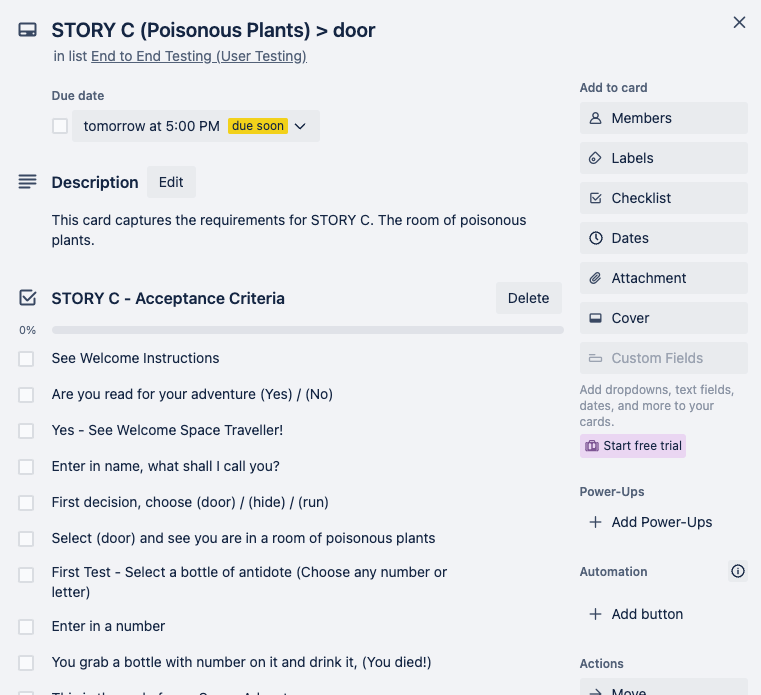 STORY C (Poisonous Plants) > door
in list End to End Testing (User Testing)
Due date
tomorrow at 5:00 PM due soon
Description Edit
This card captures the requirements for STORY C. The room of poisonous
plants.
STORY C - Acceptance Criteria Delete
0%
See Welcome Instructions
Are you read for your adventure (Yes) / (No)
Yes - See Welcome Space Traveller!
Enter in name, what shall I call you?
First decision, choose (door) / (hide) / (run)
Select (door) and see you are in a room of poisonous plants
First Test - Select a bottle of antidote (Choose any number or
letter)
Enter in a number
You grab a bottle with number on it and drink it, (You died!)
Add to card
Members
Labels
Checklist
Dates
Attachment
Cover
Custom Fields
Add dropdowns, text fields,
dates, and more to your
cards.
Start free trial
Power-Ups
Add Power-Ups
Automation
Add button
Actions
Move